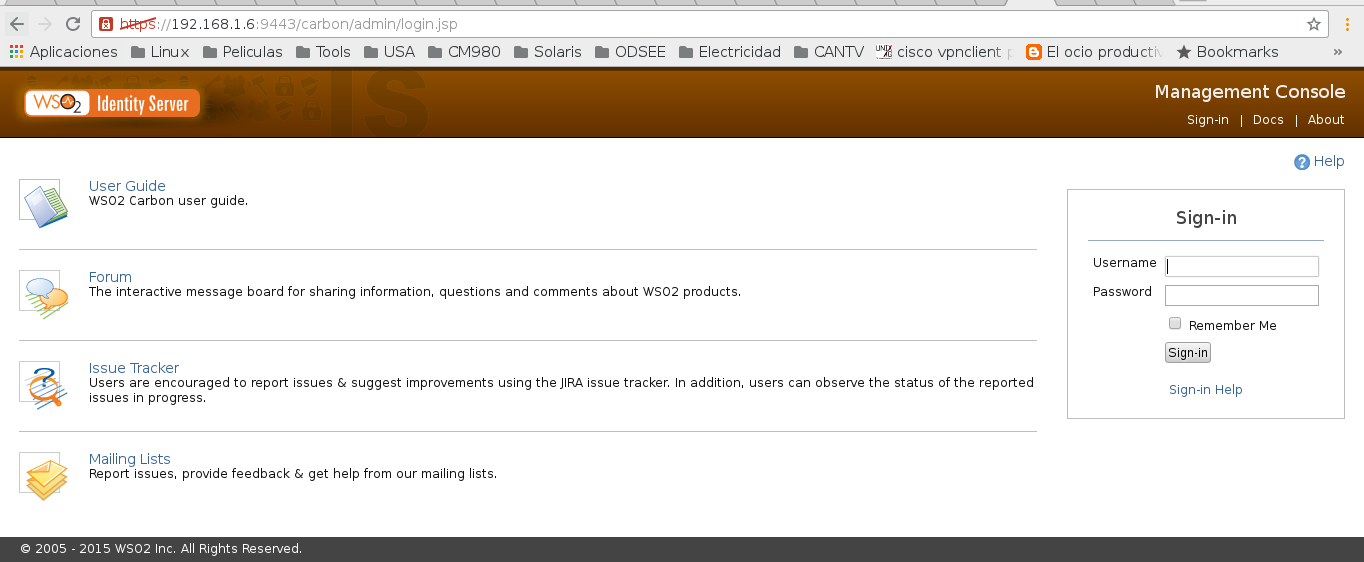 https://192.168.1.6:9443/carbon/admin/login.jsp
Aplicaciones Linux Peliculas Tools USA CM980 Solaris ODSEE Electricidad CANTV cisco vpnclient p El ocio productiv Bookmarks »
WSO2 Identity Server
IS
Management Console
Sign-in | Docs | About
Help
User Guide
WSO2 Carbon user guide.
Forum
The interactive message board for sharing information, questions and comments about WSO2 products.
Issue Tracker
Users are encouraged to report issues & suggest improvements using the JIRA issue tracker. In addition, users can observe the status of the reported
issues in progress.
Mailing Lists
Report issues, provide feedback & get help from our mailing lists.
Sign-in
Username
Password
Remember Me
Sign-in
Sign-in Help
© 2005 - 2015 WSO2 Inc. All Rights Reserved.